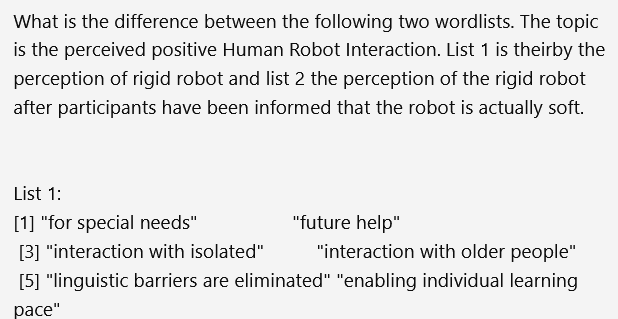 What is the difference between the following two wordlists. The topic
is the perceived positive Human Robot Interaction. List 1 is theirby the
perception of rigid robot and list 2 the perception of the rigid robot
after participants have been informed that the robot is actually soft.
List 1:
[1] "for special needs" "future help"
[3] "interaction with isolated" "interaction with older people"
[5] "linguistic barriers are eliminated" "enabling individual learning
pace"